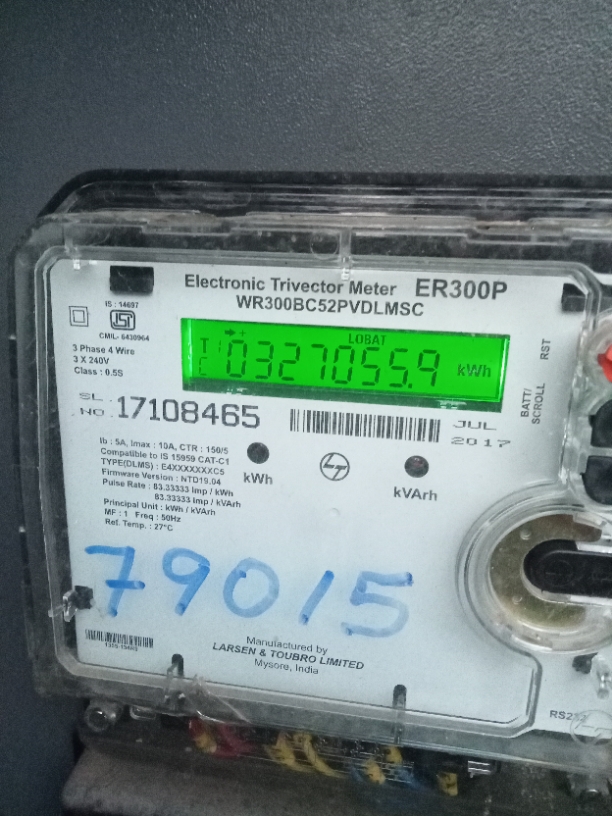 Electronic Trivector Meter ER300P
WR300BC52PVDLMSC
IS : 14697
ISI
CM/L- 6430964
3 Phase 4 Wire
3 X 240V
Class : 0.5S
LOBAT
T
C 0327055.9 kWh
RST
BATT/
SCROLL
SL.
NO. 17108465
JUL
2017
Ib : 5A, Imax : 10A, CTR : 150/5
Compatible to IS 15959 CAT-C1
TYPE(DLMS) : E4XXXXXXXC5
Firmware Version : NTD19.04
Pulse Rate : 83.33333 Imp / kWh
83.33333 Imp / kVArh
Principal Unit : kWh / kVArh
MF : 1 Freq : 50Hz
Ref. Temp. : 27°C
kWh
kVArh
79015
Manufactured by
LARSEN & TOUBRO LIMITED
Mysore, India